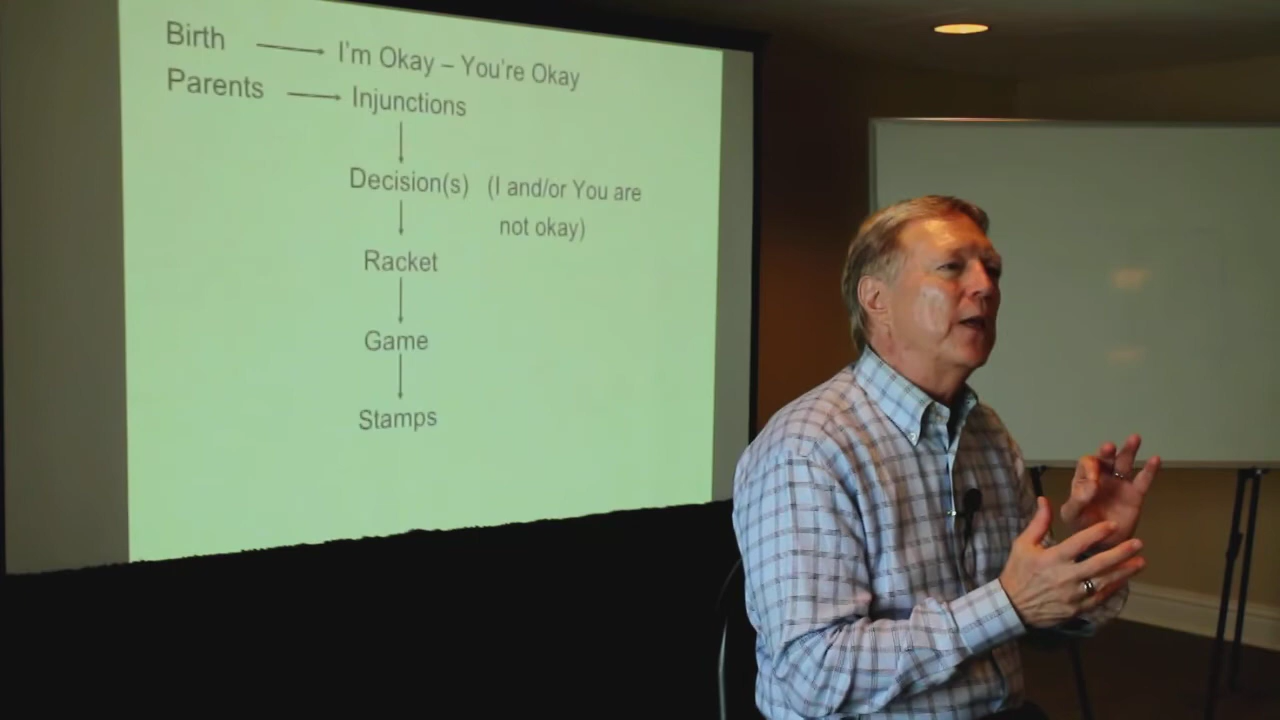 Birth → I'm Okay – You're Okay
Parents → Injunctions
Decision(s) (I and/or You are
not okay)
Racket
Game
Stamps